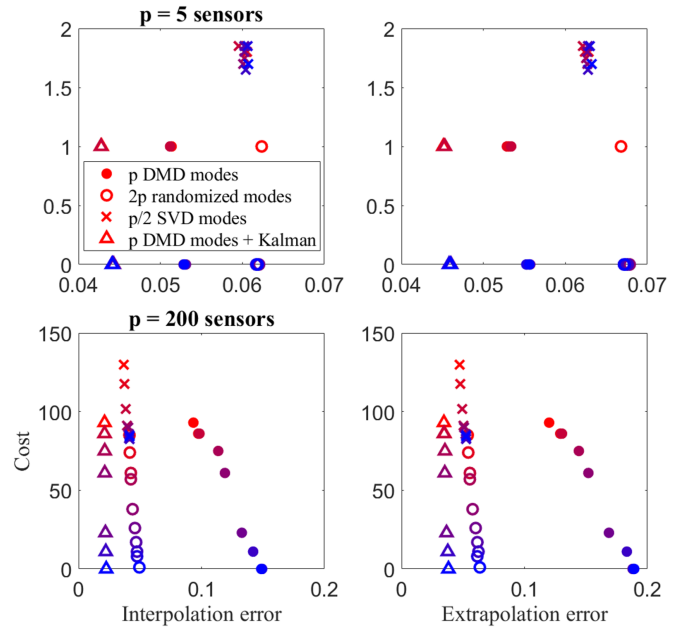 p = 5 sensors
2
1.5
1
0.5
0
p DMD modes
2p randomized modes
p/2 SVD modes
p DMD modes + Kalman
0.04 0.05 0.06 0.07
2
1.5
1
0.5
0
0.04 0.05 0.06 0.07
p = 200 sensors
Cost
150
100
50
0
0 0.1 0.2
Interpolation error
150
100
50
0
0 0.1 0.2
Extrapolation error